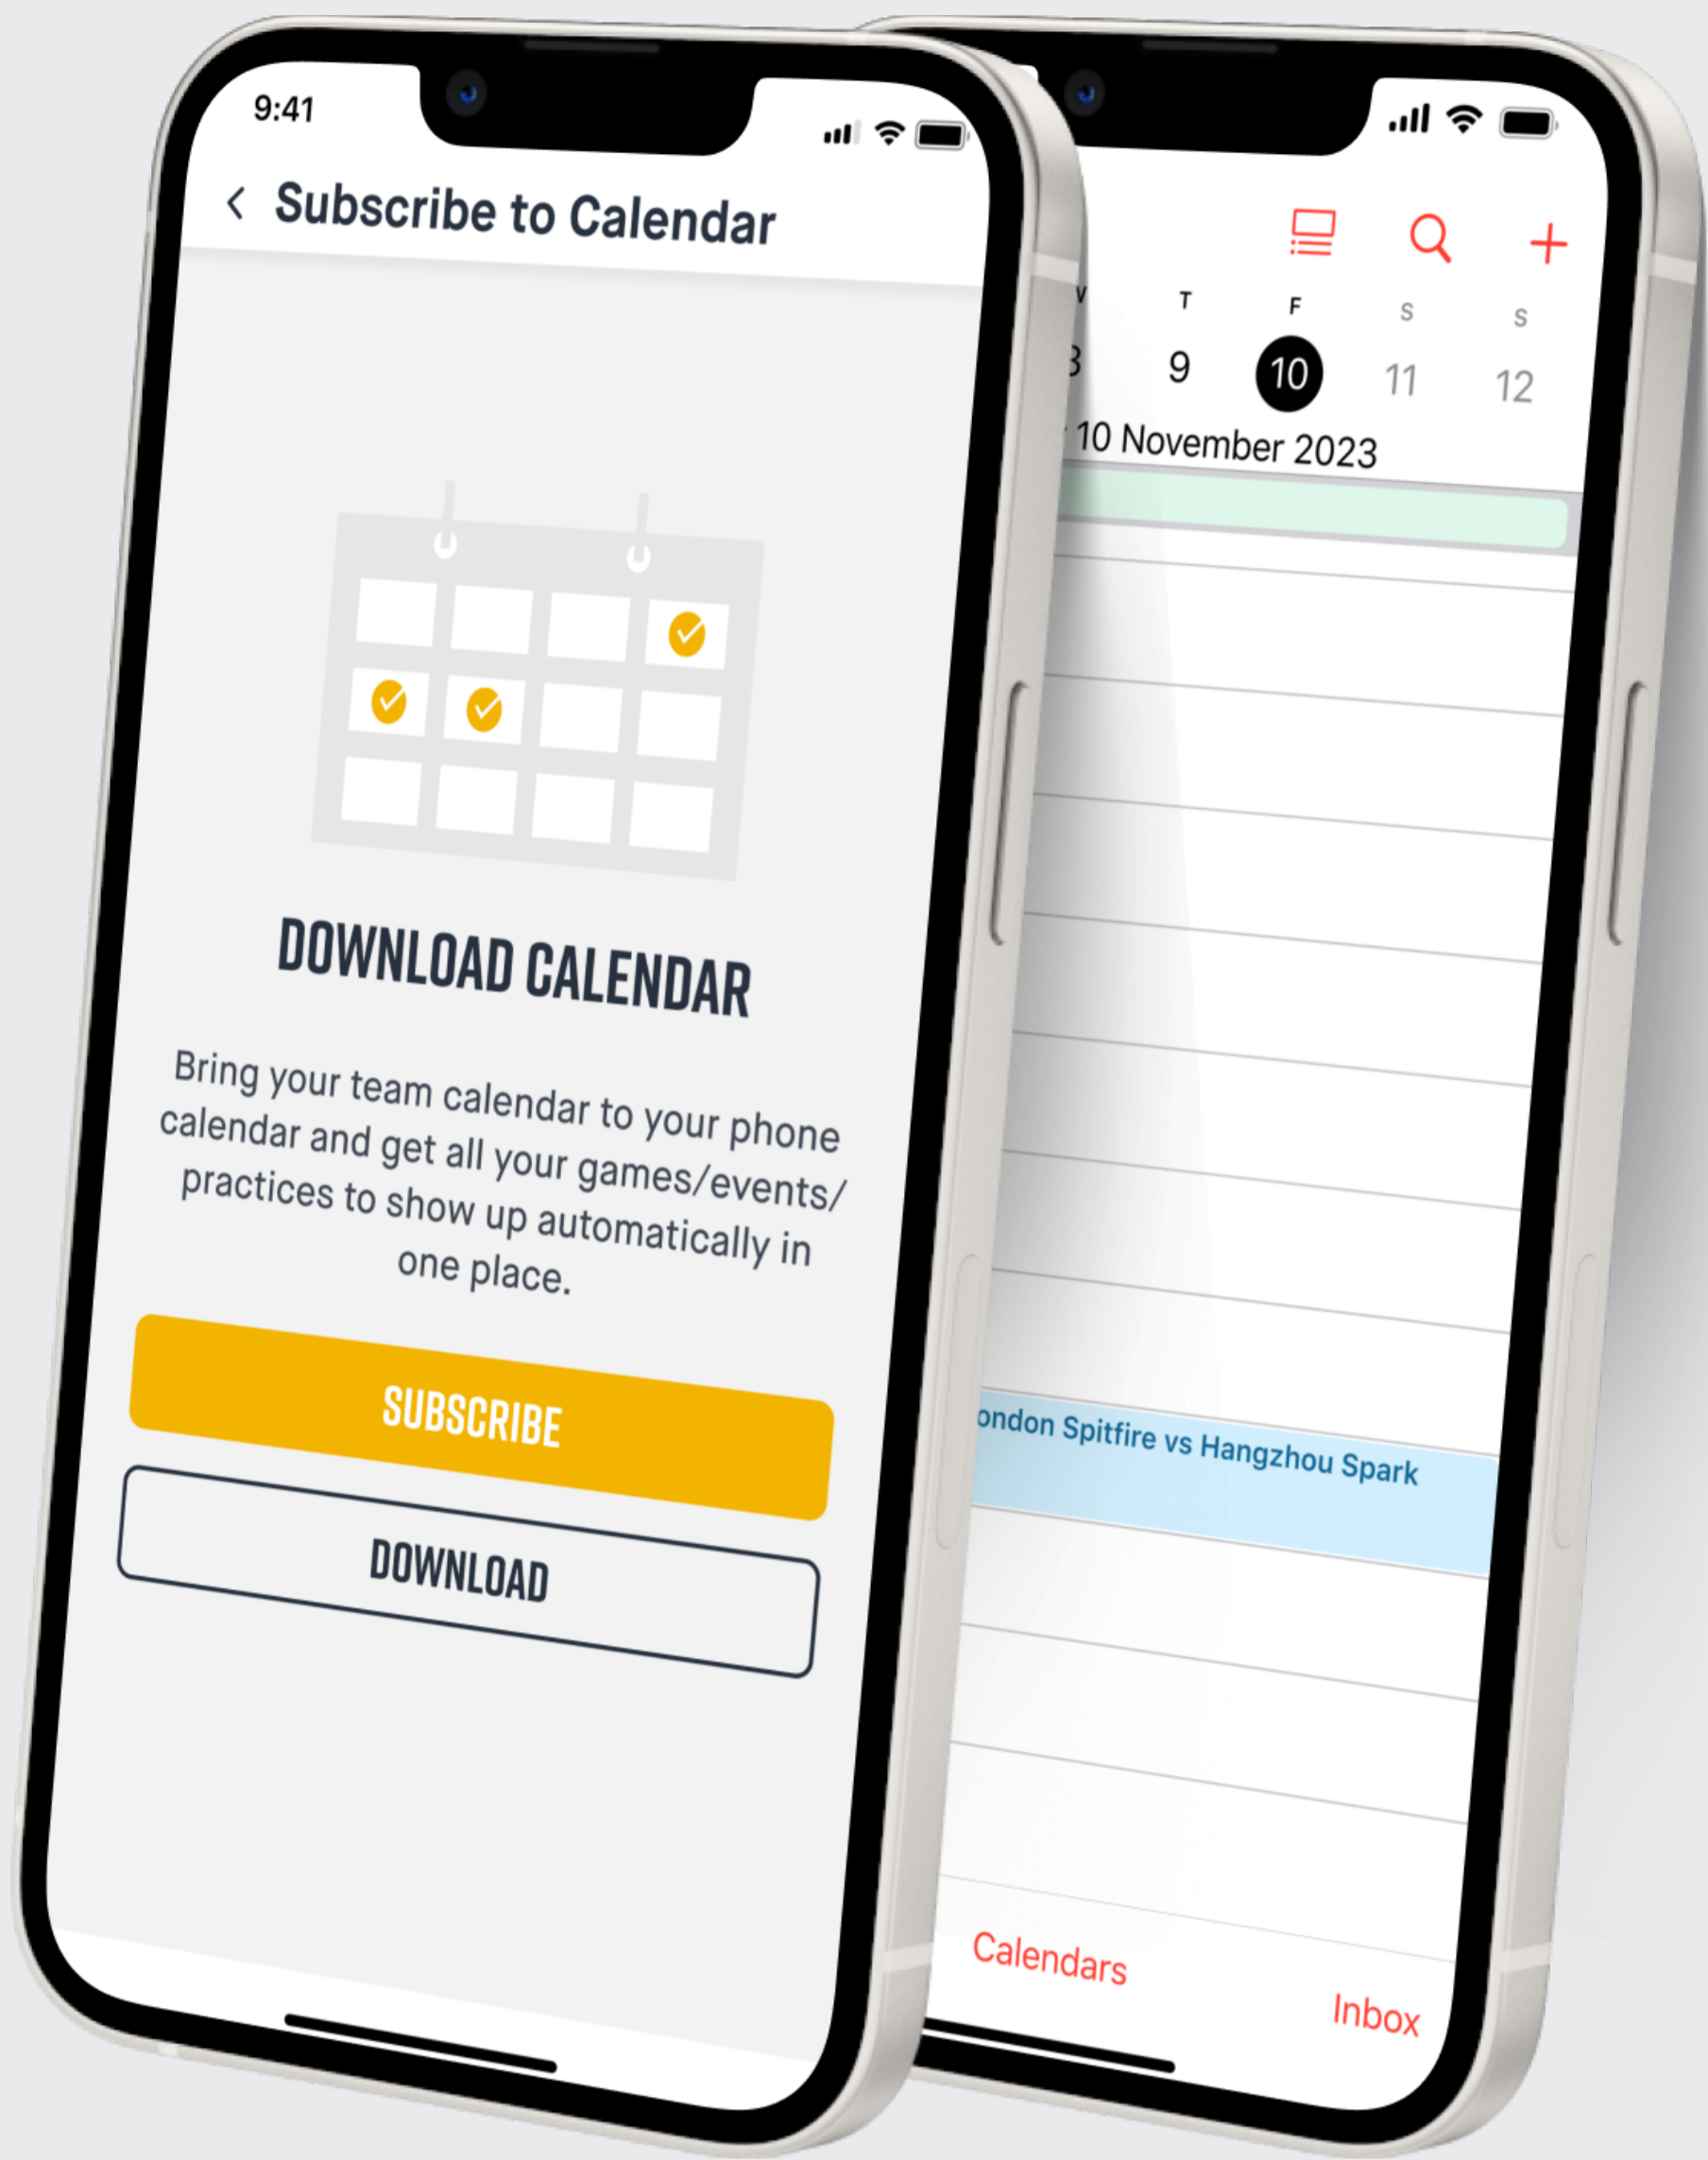 9:41
Subscribe to Calendar
DOWNLOAD CALENDAR
Bring your team calendar to your phone
calendar and get all your games/events/
practices to show up automatically in
one place.
SUBSCRIBE
DOWNLOAD
T F S S
9 10 11 12
10 November 2023
Spitfire vs Hangzhou Spark
Calendars
Inbox